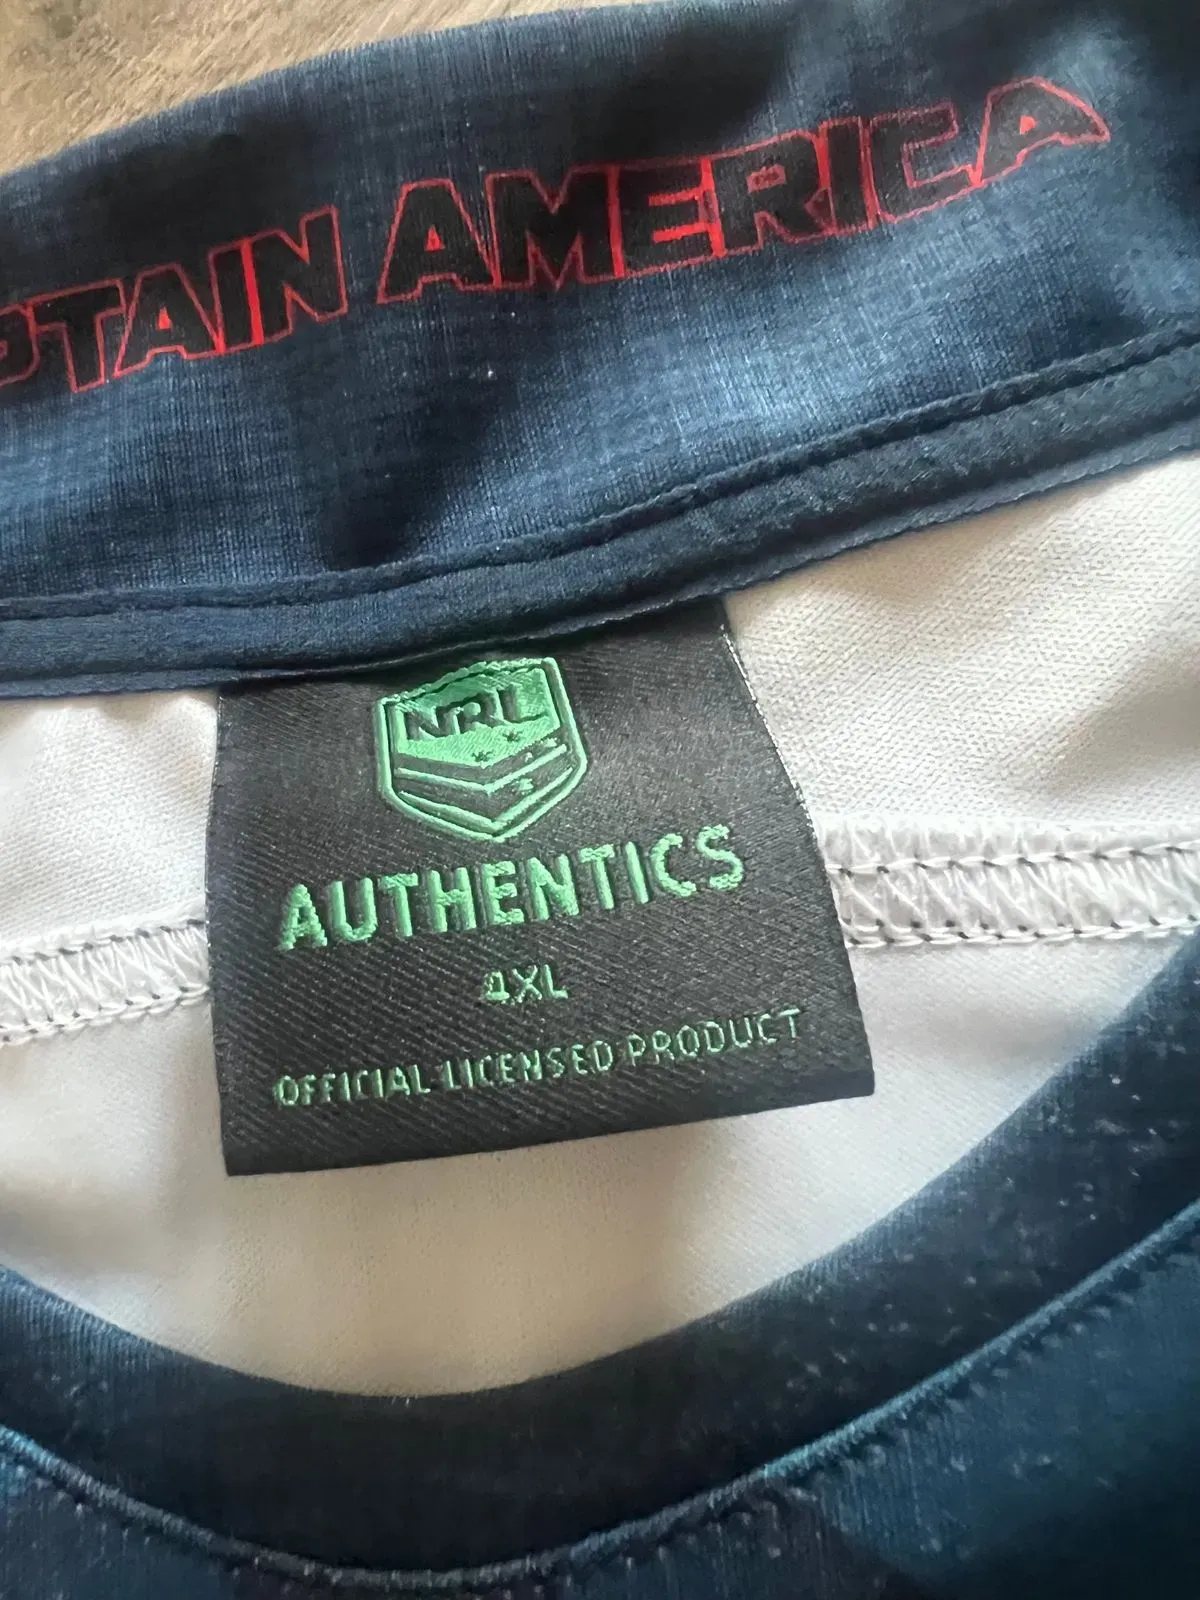 PTAIN AMERICA
NRL
AUTHENTICS
4XL
OFFICIAL LICENSED PRODUCT